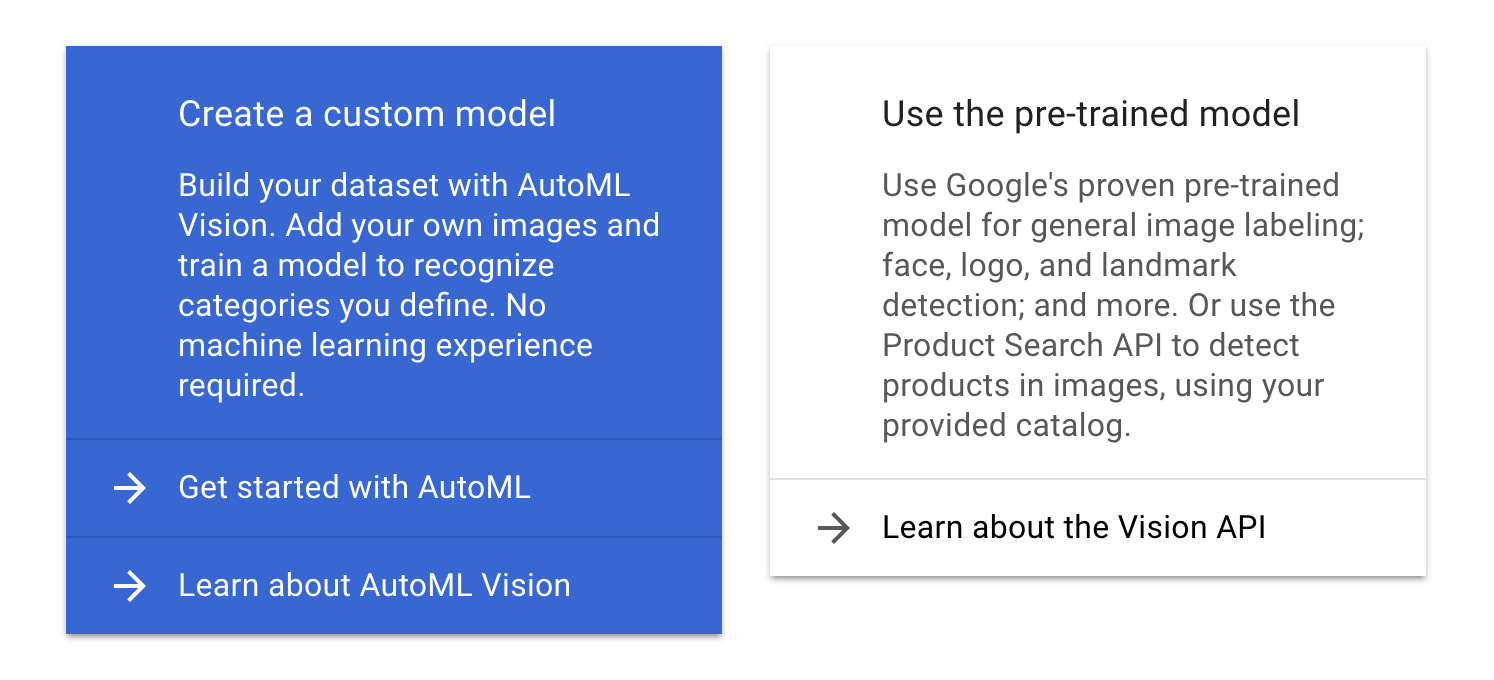 Create a custom model
Build your dataset with AutoML
Vision. Add your own images and
train a model to recognize
categories you define. No
machine learning experience
required.
Get started with AutoML
Learn about AutoML Vision
Use the pre-trained model
Use Google's proven pre-trained
model for general image labeling;
face, logo, and landmark
detection; and more. Or use the
Product Search API to detect
products in images, using your
provided catalog.
Learn about the Vision API